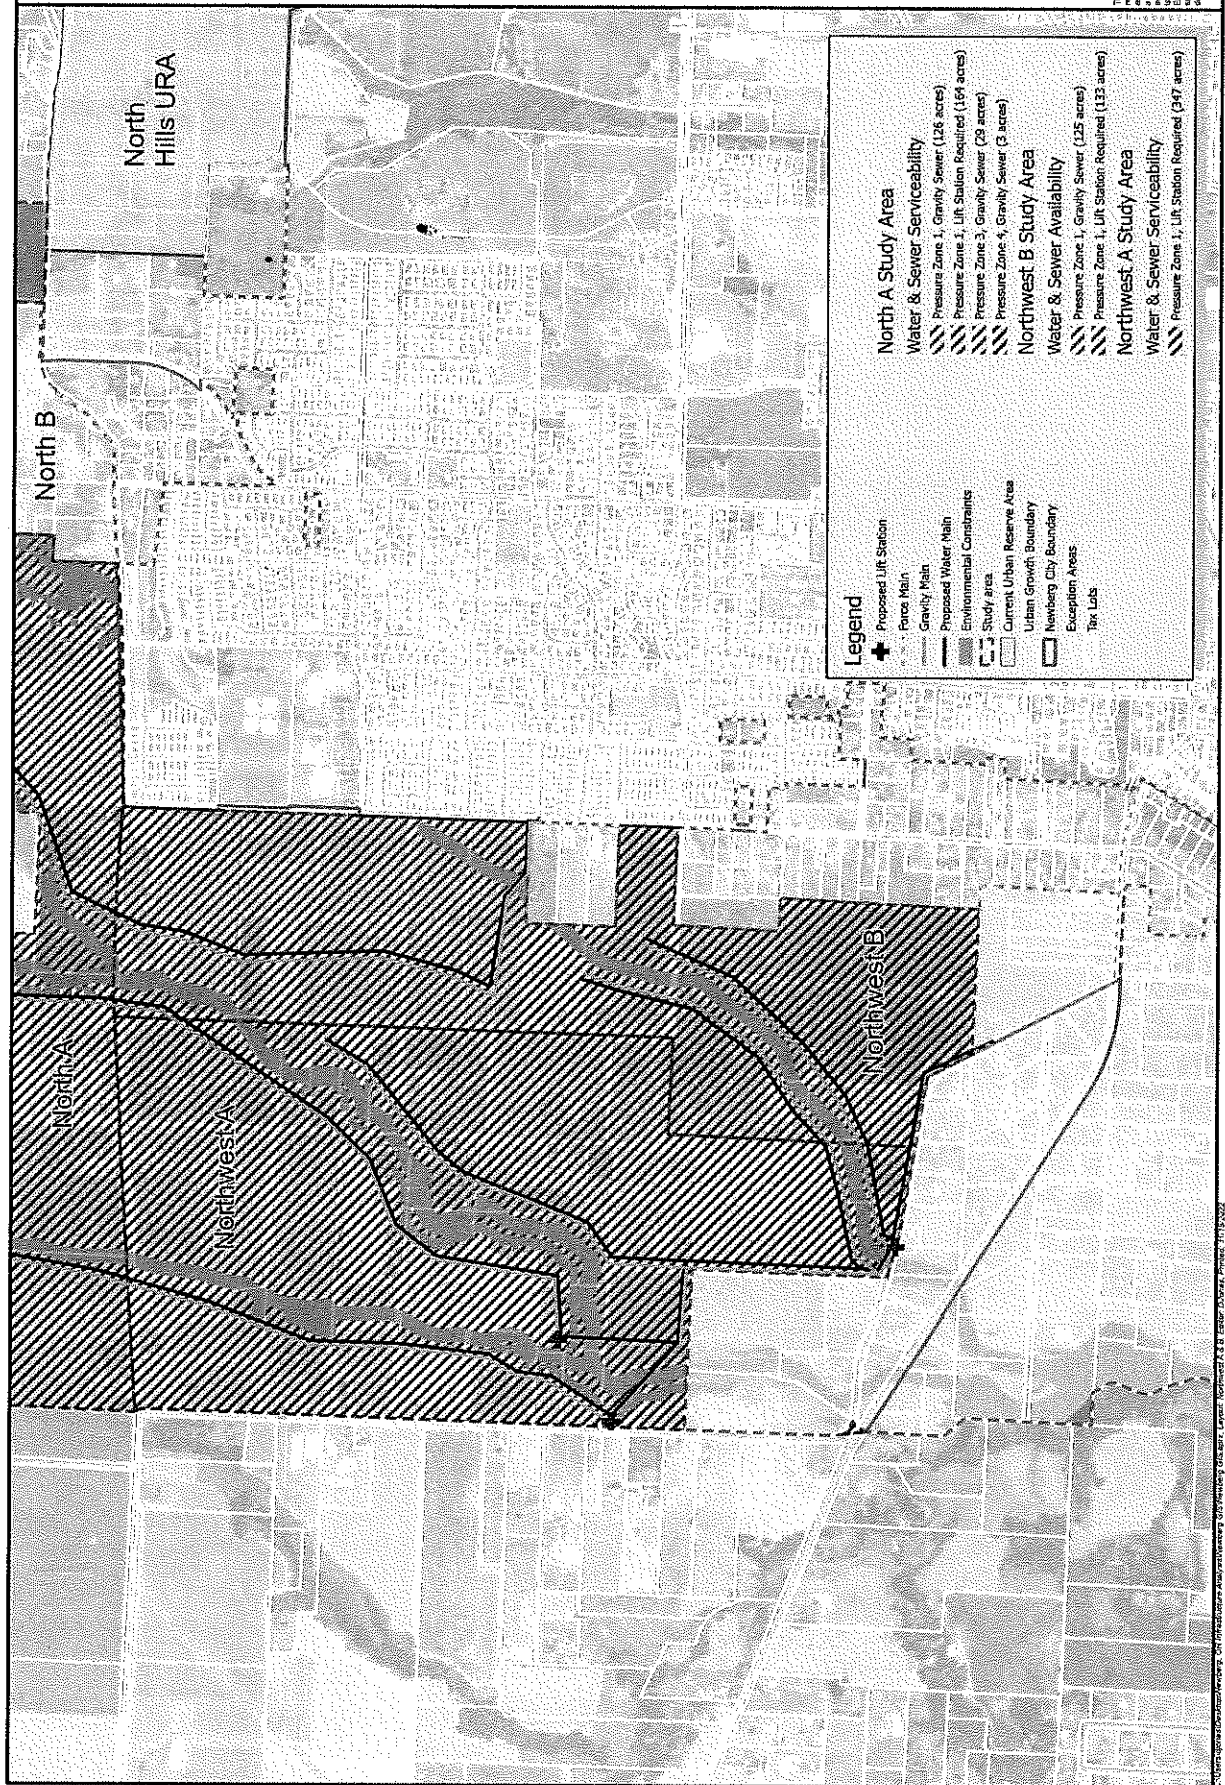 North
Hills URA
North B
North A
Northwest A
Northwest B
Legend
Proposed Lift Station
Force Main
Gravity Main
Proposed Water Main
Environmental Constraints
Study area
Current Urban Reserve Area
Urban Growth Boundary
Newberg City Boundary
Exception Areas
Tax Lots
North A Study Area
Water & Sewer Serviceability
Pressure Zone 1, Gravity Sewer (126 acres)
Pressure Zone 1, Lift Station Required (164 acres)
Pressure Zone 3, Gravity Sewer (29 acres)
Pressure Zone 4, Gravity Sewer (3 acres)
Northwest B Study Area
Water & Sewer Availability
Pressure Zone 1, Gravity Sewer (125 acres)
Pressure Zone 1, Lift Station Required (133 acres)
Northwest A Study Area
Water & Sewer Serviceability
Pressure Zone 1, Lift Station Required (347 acres)